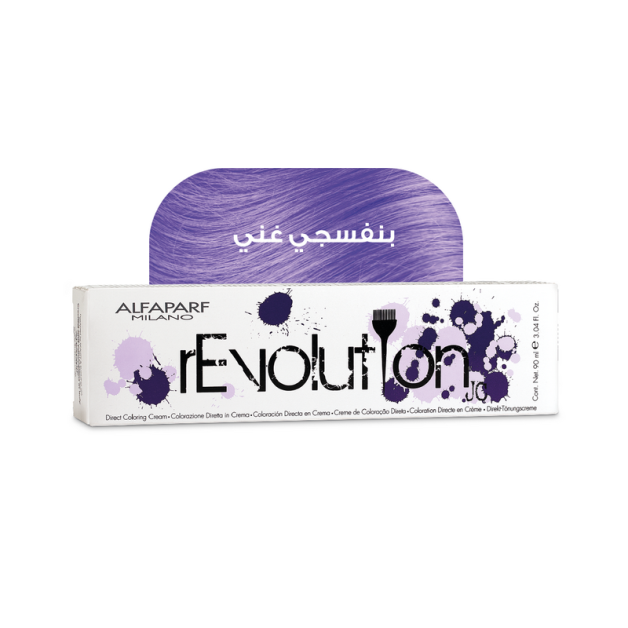 بنفسجي غني
ALFAPARF
MILANO
rEvolution
.JC
Direct Coloring Cream • Colorazione Diretta in Crema • Coloración Directa en Crema • Creme de Coloração Direta • Coloration Directe en Crème • Direkt-Tönungscreme
Cont. Net. 90 ml ℮ 3.04 Fl. Oz.